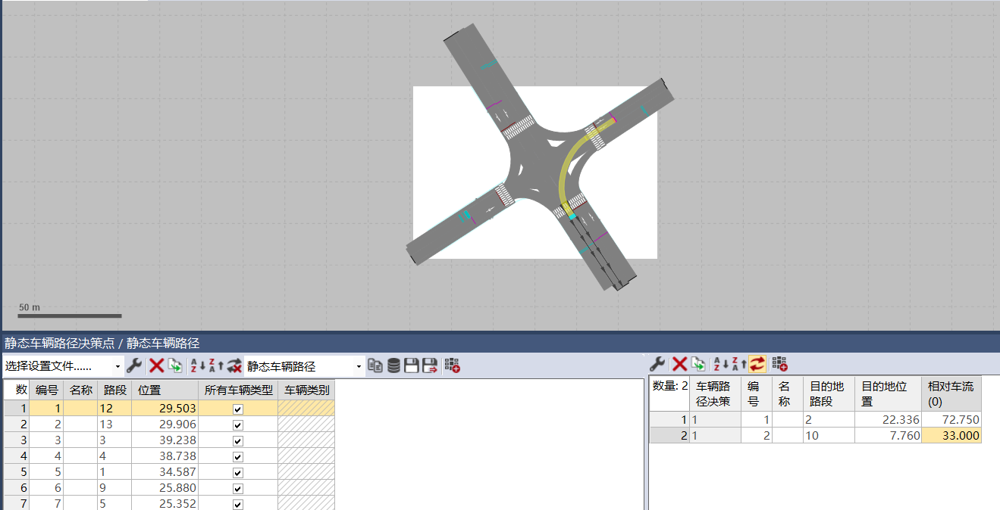 50 m
静态车辆路径决策点 / 静态车辆路径
选择设置文件...... 静态车辆路径
数 编号 名称 路段 位置 所有车辆类型 车辆类别
1 1 12 29.503
2 2 13 29.906
3 3 3 39.238
4 4 4 38.738
5 5 1 34.587
6 6 9 25.880
7 7 5 25.352
数量: 2 车辆路径决策 编号 名称 目的地路段 目的地位置 相对车流(0)
1 1 1 2 22.336 72.750
2 1 2 10 7.760 33.000